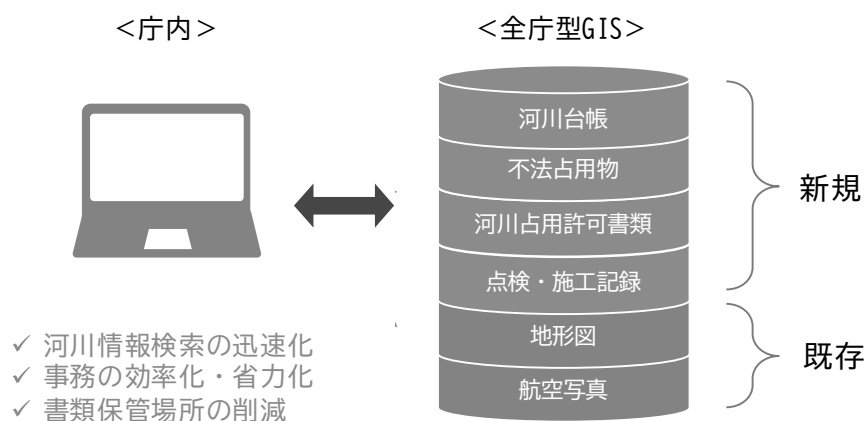 ＜庁内＞
＜全庁型GIS＞
河川台帳
不法占用物
河川占用許可書類
点検・施工記録
地形図
航空写真
新規
既存
✓ 河川情報検索の迅速化
✓ 事務の効率化・省力化
✓ 書類保管場所の削減